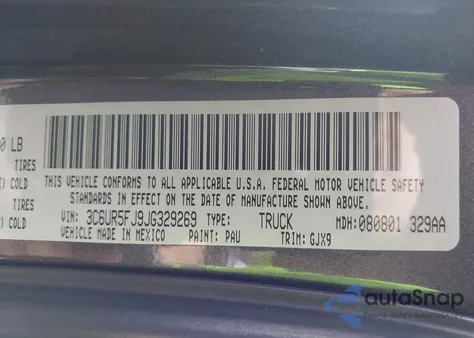 0 LB
TIRES
) COLD
TIRES
) COLD
THIS VEHICLE CONFORMS TO ALL APPLICABLE U.S.A. FEDERAL MOTOR VEHICLE SAFETY
STANDARDS IN EFFECT ON THE DATE OF MANUFACTURE SHOWN ABOVE.
VIN: 3C6UR5FJ9JG329269 TYPE: TRUCK MDH: 080801 329AA
VEHICLE MADE IN MEXICO PAINT: PAU TRIM: GJX9
autaSnap